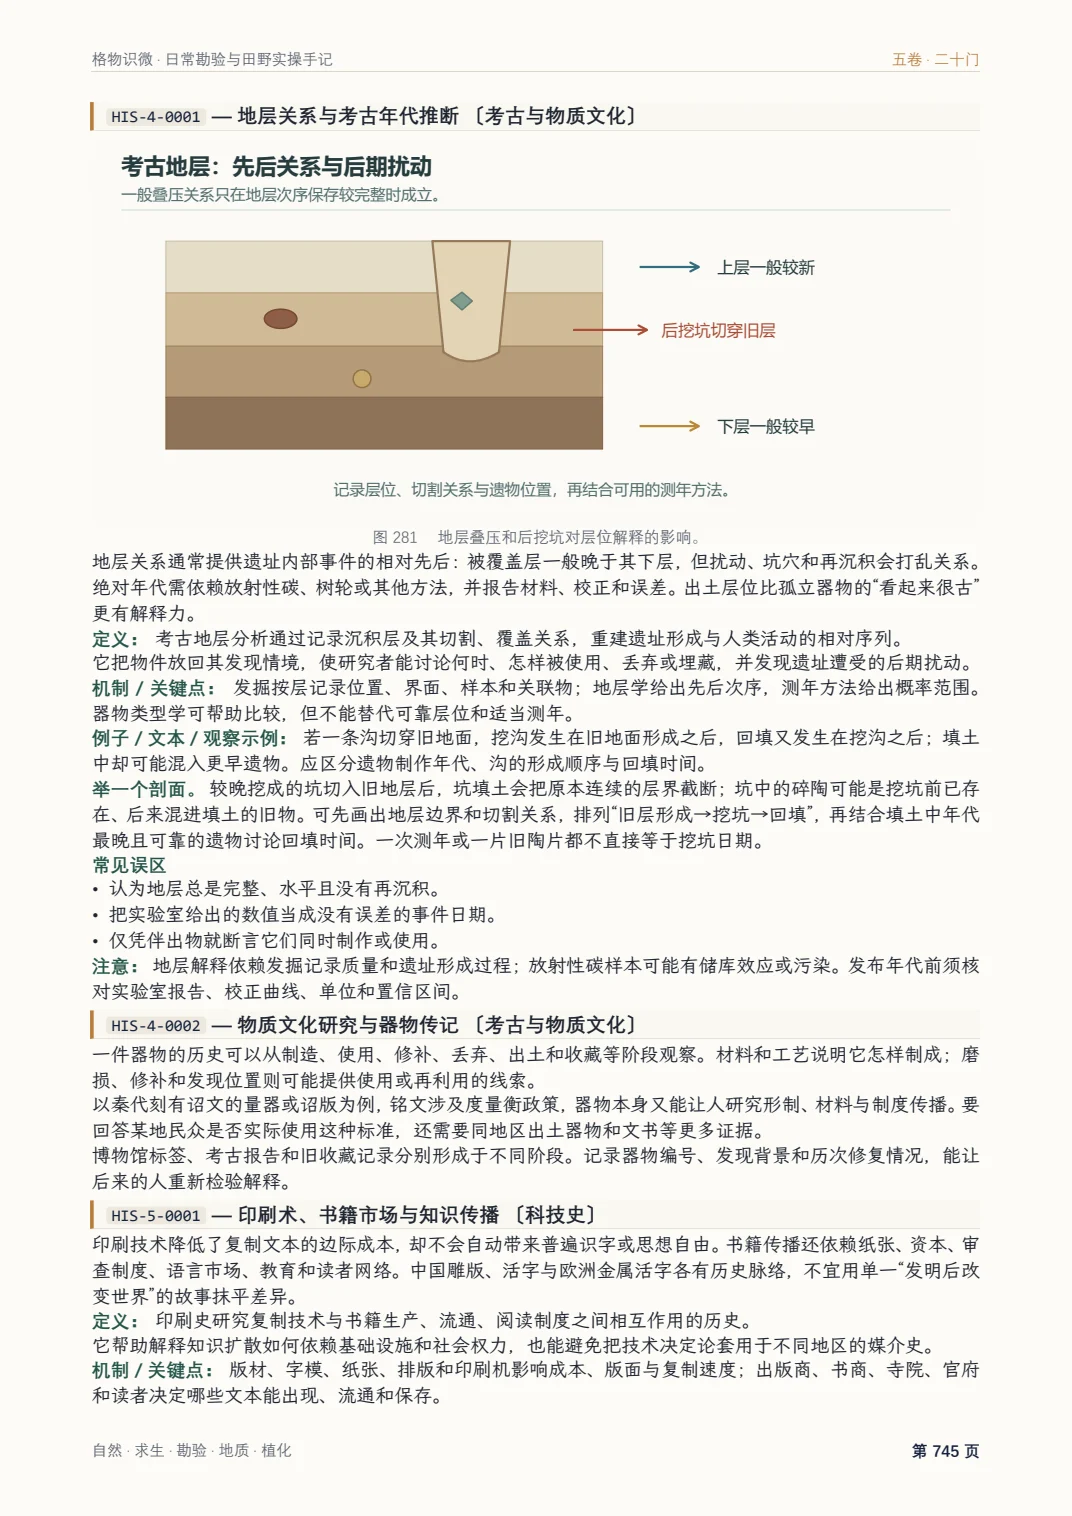 格物识微 · 日常勘验与田野实操手记
五卷 · 二十门
HIS-4-0001 — 地层关系与考古年代推断 〔考古与物质文化〕
考古地层：先后关系与后期扰动
一般叠压关系只在地层次序保存较完整时成立。
上层一般较新
后挖坑切穿旧层
下层一般较早
记录层位、切割关系与遗物位置，再结合可用的测年方法。
图 281 地层叠压和后挖坑对层位解释的影响。
地层关系通常提供遗址内部事件的相对先后：被覆盖层一般晚于其下层，但扰动、坑穴和再沉积会打乱关系。
绝对年代需依赖放射性碳、树轮或其他方法，并报告材料、校正和误差。出土层位比孤立器物的“看起来很古”
更有解释力。
定义： 考古地层分析通过记录沉积层及其切割、覆盖关系，重建遗址形成与人类活动的相对序列。
它把物件放回其发现情境，使研究者能讨论何时、怎样被使用、丢弃或埋藏，并发现遗址遭受的后期扰动。
机制 / 关键点： 发掘按层记录位置、界面、样本和关联物；地层学给出先后次序，测年方法给出概率范围。
器物类型学可帮助比较，但不能替代可靠层位和适当测年。
例子 / 文本 / 观察示例： 若一条沟切穿旧地面，挖沟发生在旧地面形成之后，回填又发生在挖沟之后；填土
中却可能混入更早遗物。应区分遗物制作年代、沟的形成顺序与回填时间。
举一个剖面。 较晚挖成的坑切入旧地层后，坑填土会把原本连续的层界截断；坑中的碎陶可能是挖坑前已存
在、后来混进填土的旧物。可先画出地层边界和切割关系，排列“旧层形成→挖坑→回填”，再结合填土中年代
最晚且可靠的遗物讨论回填时间。一次测年或一片旧陶片都不直接等于挖坑日期。
常见误区
• 认为地层总是完整、水平且没有再沉积。
• 把实验室给出的数值当成没有误差的事件日期。
• 仅凭伴出物就断言它们同时制作或使用。
注意： 地层解释依赖发掘记录质量和遗址形成过程；放射性碳样本可能有储库效应或污染。发布年代前须核
对实验室报告、校正曲线、单位和置信区间。
HIS-4-0002 — 物质文化研究与器物传记 〔考古与物质文化〕
一件器物的历史可以从制造、使用、修补、丢弃、出土和收藏等阶段观察。材料和工艺说明它怎样制成；磨
损、修补和发现位置则可能提供使用或再利用的线索。
以秦代刻有诏文的量器或诏版为例，铭文涉及度量衡政策，器物本身又能让人研究形制、材料与制度传播。要
回答某地民众是否实际使用这种标准，还需要同地区出土器物和文书等更多证据。
博物馆标签、考古报告和旧收藏记录分别形成于不同阶段。记录器物编号、发现背景和历次修复情况，能让
后来的人重新检验解释。
HIS-5-0001 — 印刷术、书籍市场与知识传播 〔科技史〕
印刷技术降低了复制文本的边际成本，却不会自动带来普遍识字或思想自由。书籍传播还依赖纸张、资本、审
查制度、语言市场、教育和读者网络。中国雕版、活字与欧洲金属活字各有历史脉络，不宜用单一“发明后改
变世界”的故事抹平差异。
定义： 印刷史研究复制技术与书籍生产、流通、阅读制度之间相互作用的历史。
它帮助解释知识扩散如何依赖基础设施和社会权力，也能避免把技术决定论套用于不同地区的媒介史。
机制 / 关键点： 版材、字模、纸张、排版和印刷机影响成本、版面与复制速度；出版商、书商、寺院、官府
和读者决定哪些文本能出现、流通和保存。
自然 · 求生 · 勘验 · 地质 · 植化
第 745 页